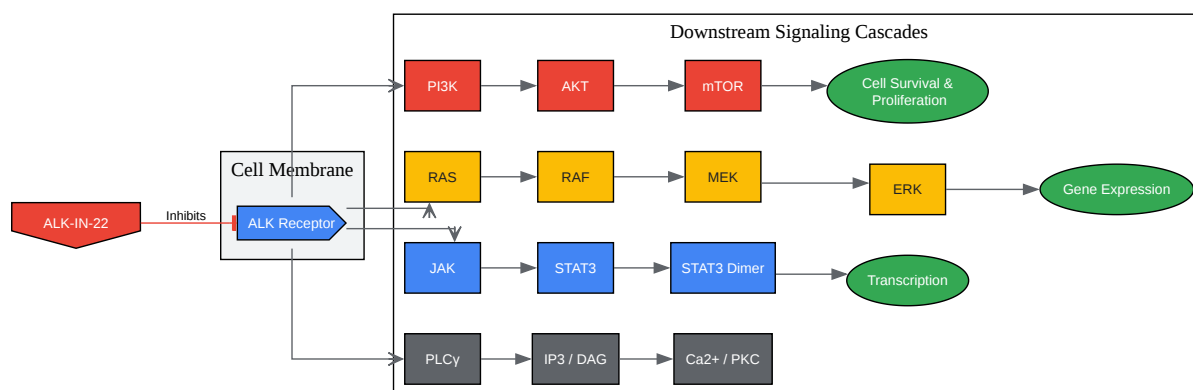 Downstream Signaling Cascades
PI3K
AKT
mTOR
Cell Survival &
Proliferation
Cell Membrane
RAS
RAF
MEK
ERK
Gene Expression
ALK-IN-22
Inhibits
ALK Receptor
JAK
STAT3
STAT3 Dimer
Transcription
PLCγ
IP3 / DAG
Ca2+ / PKC